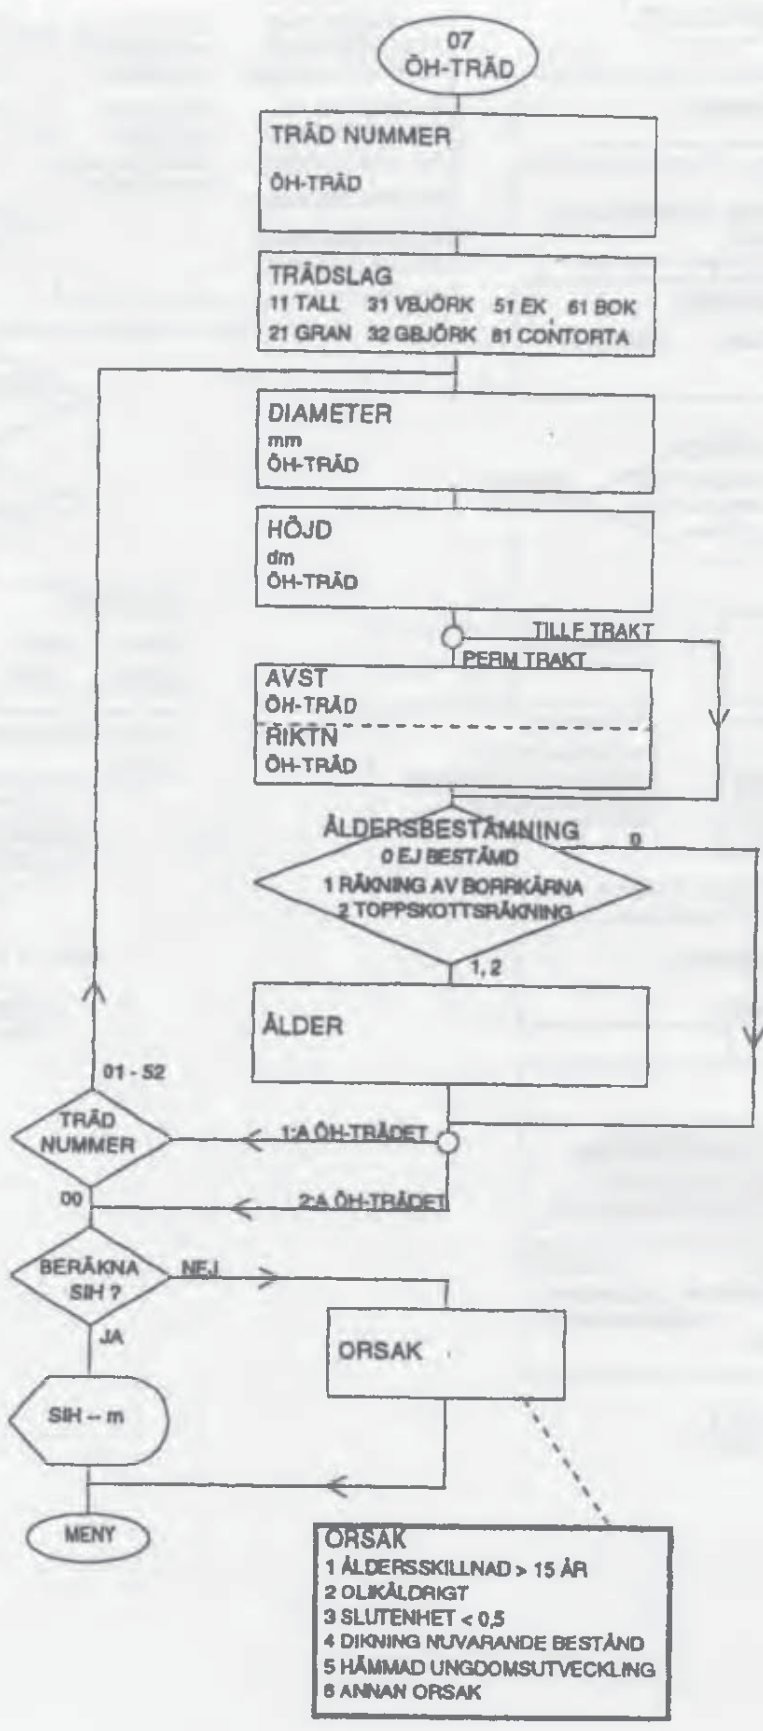 07
ÖH-TRÄD
TRÄD NUMMER
ÖH-TRÄD
TRÄDSLAG
11 TALL 31 VBJÖRK 51 EK 61 BOK
21 GRAN 32 GBJÖRK 81 CONTORTA
DIAMETER
mm
ÖH-TRÄD
HÖJD
dm
ÖH-TRÄD
TILLF TRAKT
PERM TRAKT
AVST
ÖH-TRÄD
RIKTN
ÖH-TRÄD
ÅLDERSBESTÄMNING
0 EJ BESTÄMD
0
1 RÄKNING AV BORRKÄRNA
2 TOPPSKOTTSRÄKNING
1, 2
ÅLDER
01 - 52
TRÄD
NUMMER
1:A ÖH-TRÄDET
00
2:A ÖH-TRÄDET
BERÄKNA
SIH ?
NEJ
JA
ORSAK
SIH -- m
MENY
ORSAK
1 ÅLDERSSKILLNAD > 15 ÅR
2 OLIKÅLDRIGT
3 SLUTENHET < 0,5
4 DIKNING NUVARANDE BESTÅND
5 HÄMMAD UNGDOMSUTVECKLING
6 ANNAN ORSAK